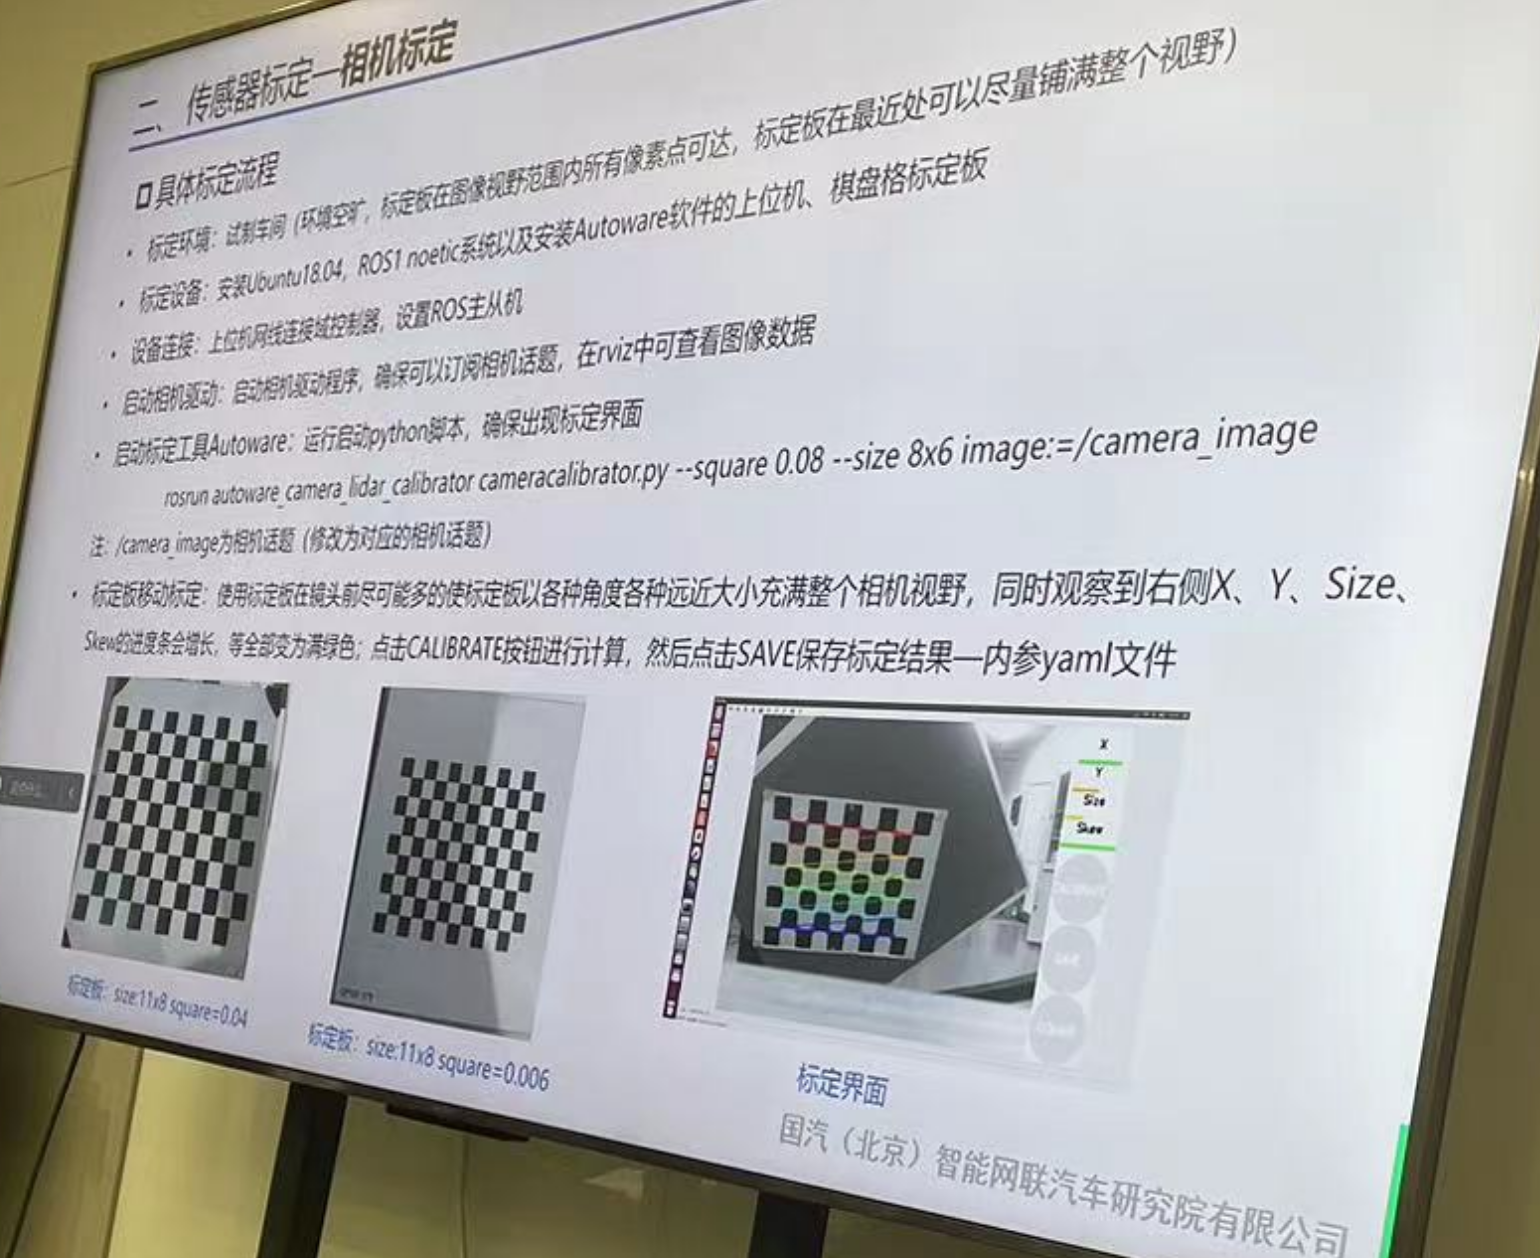 二、传感器标定—相机标定
具体标定流程
• 标定环境：试制车间（环境空旷，标定板在图像视野范围内所有像素点可达，标定板在最近处可以尽量铺满整个视野）
• 标定设备：安装Ubuntu18.04，ROS1 noetic系统以及安装Autoware软件的上位机、棋盘格标定板
• 设备连接：上位机网线连接域控制器，设置ROS主从机
• 启动相机驱动：启动相机驱动程序，确保可以订阅相机话题，在rviz中可查看图像数据
• 启动标定工具Autoware：运行启动python脚本，确保出现标定界面
rosrun autoware_camera_lidar_calibrator cameracalibrator.py --square 0.08 --size 8x6 image:=/camera_image
注：/camera_image为相机话题（修改为对应的相机话题）
• 标定板移动标定：使用标定板在镜头前尽可能多的使标定板以各种角度各种远近大小充满整个相机视野，同时观察到右侧X、Y、Size、
Skew的进度条会增长，等全部变为满绿色；点击CALIBRATE按钮进行计算，然后点击SAVE保存标定结果—内参yaml文件
X
Y
Size
Skew
标定板：size:11x8 square=0.04
标定板：size:11x8 square=0.006
标定界面
国汽（北京）智能网联汽车研究院有限公司